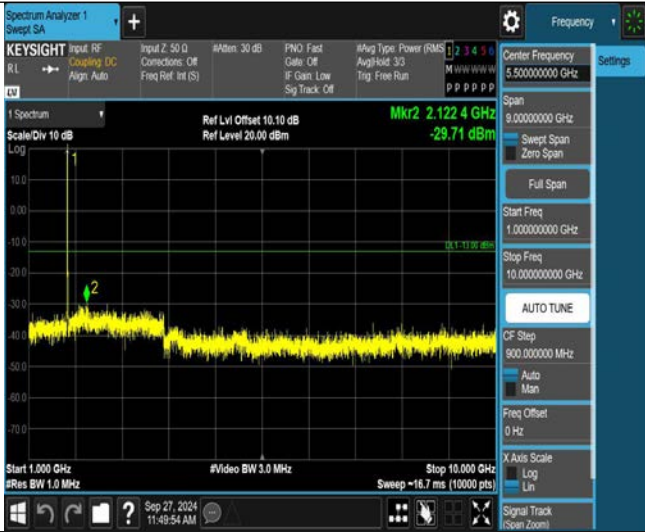 Spectrum Analyzer 1
Swept SA
Frequency
KEYSIGHT Input: RF Input Z: 50 Ω #Atten: 30 dB PNO: Fast #Avg Type: Power (RMS 1 2 3 4 5 6
RL Coupling: DC Corrections: Off Gate: Off Avg|Hold: 3/3 M W W W W W
Align: Auto Freq Ref: Int (S) IF Gain: Low Trig: Free Run
Sig Track: Off P P P P P P
LV
1 Spectrum
Scale/Div 10 dB
Ref Lvl Offset 10.10 dB
Ref Level 20.00 dBm
Mkr2 2.122 4 GHz
-29.71 dBm
Log
10.0
0.00
-10.0
-20.0
-30.0
-40.0
-60.0
-70.0
1
2
DL1 -13.00 dBm
Start 1.000 GHz
#Res BW 1.0 MHz
#Video BW 3.0 MHz
Stop 10.000 GHz
Sweep ~16.7 ms (10000 pts)
Center Frequency
5.500000000 GHz
Settings
Span
9.00000000 GHz
Swept Span
Zero Span
Full Span
Start Freq
1.000000000 GHz
Stop Freq
10.000000000 GHz
AUTO TUNE
CF Step
900.000000 MHz
Auto
Man
Freq Offset
0 Hz
X Axis Scale
Log
Lin
Signal Track
(Span Zoom)
?
Sep 27, 2024
11:49:54 AM